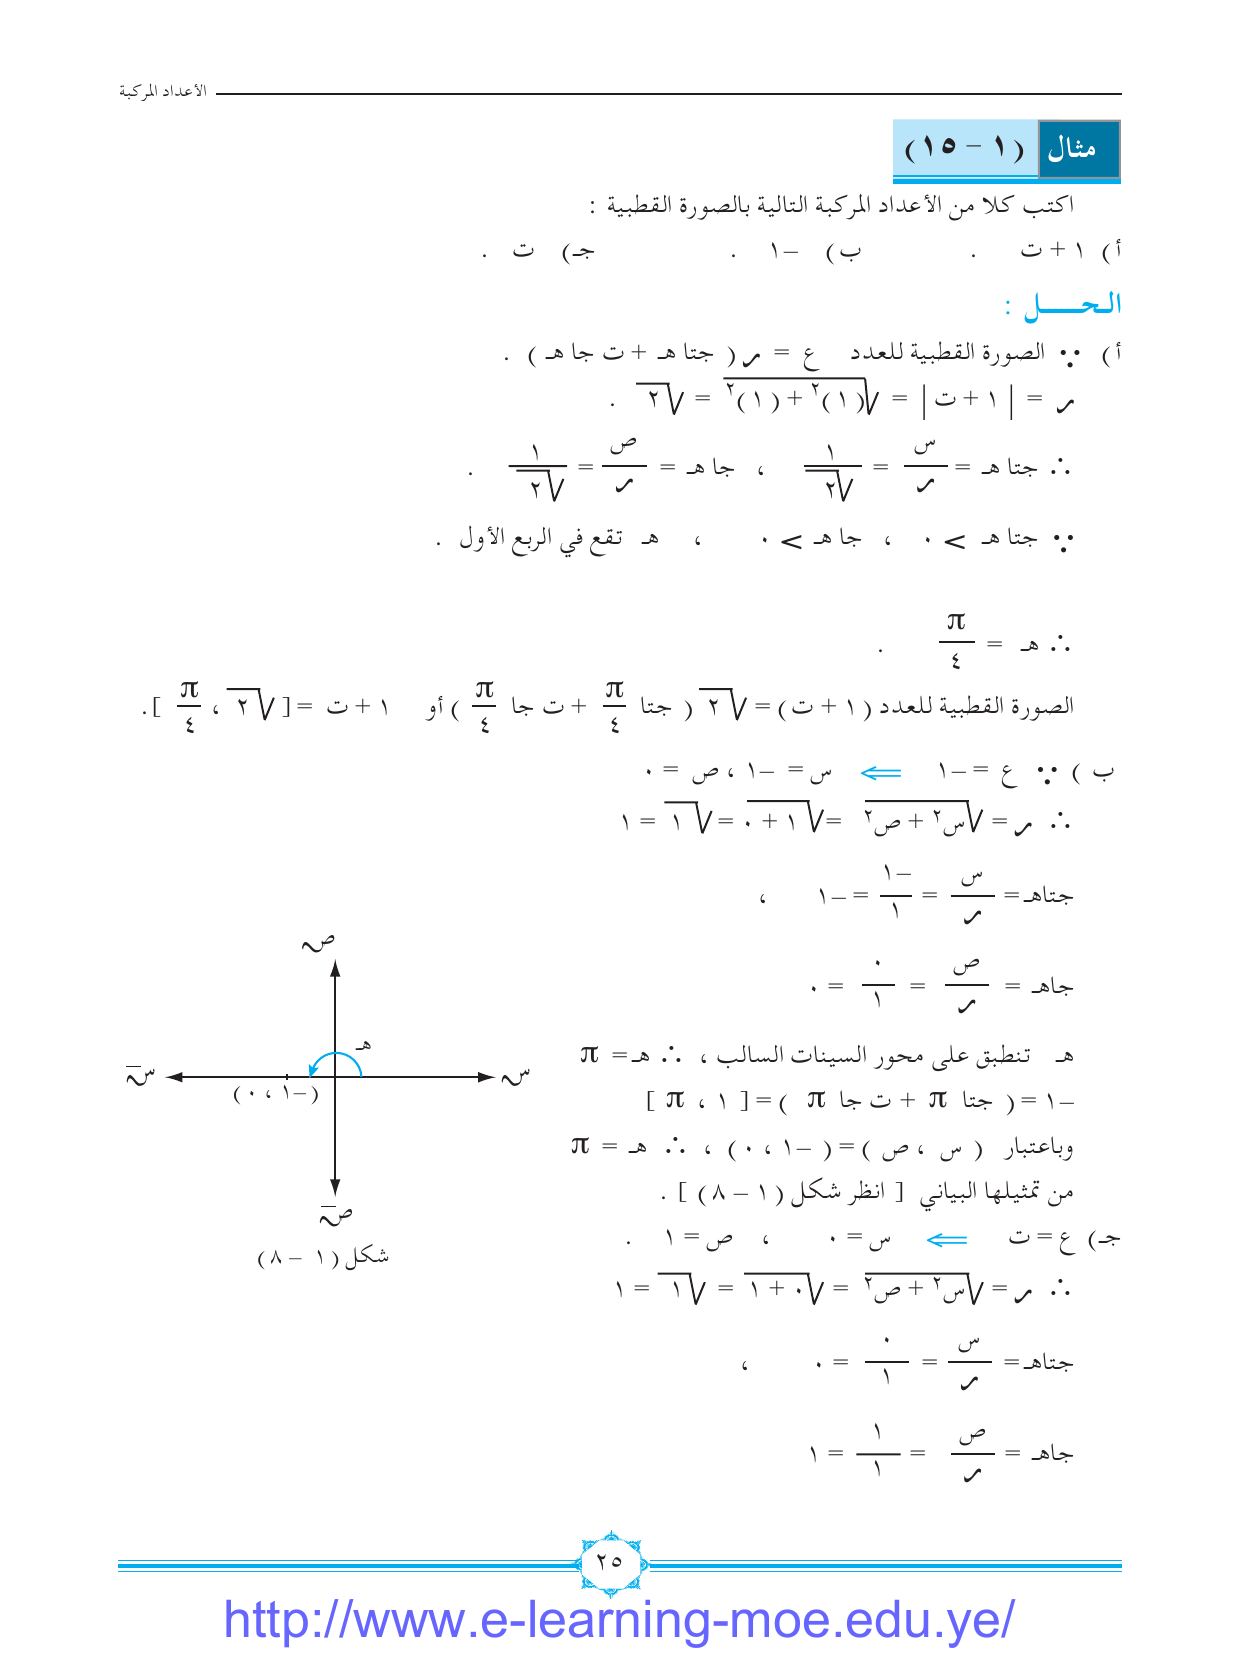 الأعداد المركبة
مثال (١ – ١٥)
اكتب كلا من الأعداد المركبة التالية بالصورة القطبية :
أ) ١ + ت . ب) –١ . جـ) ت .
الحـــل :
أ) ∵ الصورة القطبية للعدد ع = ر ( جتا هـ + ت جا هـ ) .
ر = | ١ + ت | = √(١)٢ + (١)٢ = √٢ .
∴ جتا هـ = س/ر = ١/√٢ ، جا هـ = ص/ر = ١/√٢ .
∵ جتا هـ > ٠ ، جا هـ > ٠ ، هـ تقع في الربع الأول .
∴ هـ = π/٤ .
الصورة القطبية للعدد ( ١ + ت ) = √٢ ( جتا π/٤ + ت جا π/٤ ) أو ١ + ت = [ √٢ ، π/٤ ] .
ب ) ∵ ع = –١ ⇐ س = –١ ، ص = ٠
∴ ر = √س٢ + ص٢ = √١ + ٠ = √١ = ١
جتاهـ = س/ر = –١/١ = –١ ،
جاهـ = ص/ر = ٠/١ = ٠
هـ تنطبق على محور السينات السالب ، ∴ هـ = π
–١ = ( جتا π + ت جا π ) = [ ١ ، π ]
وباعتبار ( س ، ص ) = ( –١ ، ٠ ) ، ∴ هـ = π
من تمثيلها البياني [ انظر شكل ( ١ – ٨ ) ] .
ص
هـ
س
س
(–١ ، ٠)
ص
شكل ( ١ – ٨ )
جـ) ع = ت ⇐ س = ٠ ، ص = ١ .
∴ ر = √س٢ + ص٢ = √٠ + ١ = √١ = ١
جتاهـ = س/ر = ٠/١ = ٠ ،
جاهـ = ص/ر = ١/١ = ١
٢٥
http://www.e-learning-moe.edu.ye/